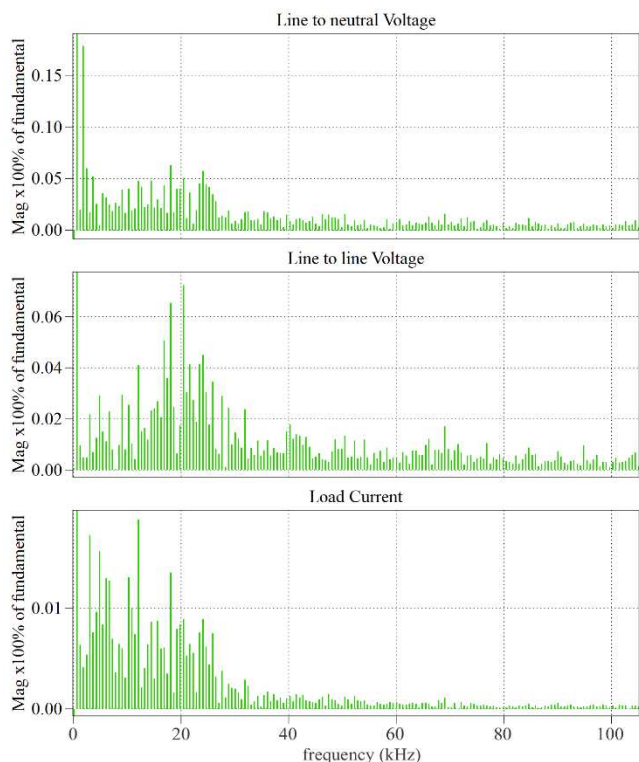 Line to neutral Voltage
Mag x100% of fundamental
0.15
0.10
0.05
0.00
Line to line Voltage
Mag x100% of fundamental
0.06
0.04
0.02
0.00
Load Current
Mag x100% of fundamental
0.01
0.00
0 20 40 60 80 100
frequency (kHz)